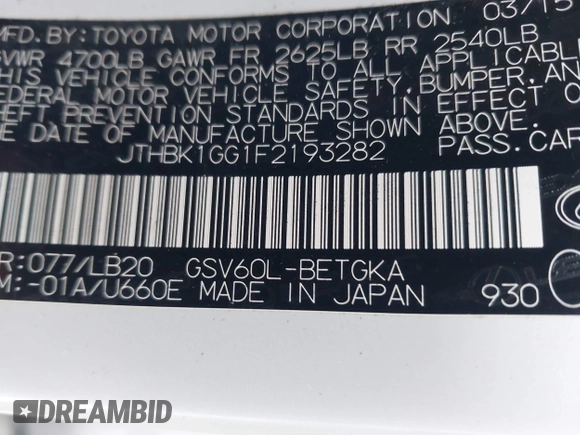 MFD. BY: TOYOTA MOTOR CORPORATION 03/15
GVWR 4700LB GAWR FR 2625LB RR 2540LB
THIS VEHICLE CONFORMS TO ALL APPLICABL
FEDERAL MOTOR VEHICLE SAFETY, BUMPER, AN
THEFT PREVENTION STANDARDS IN EFFECT O
E DATE OF MANUFACTURE SHOWN ABOVE.
JTHBK1GG1F2193282 PASS. CAR
R: 077/LB20 GSV60L-BETGKA
M: -01A/U660E MADE IN JAPAN 930
DREAMBID